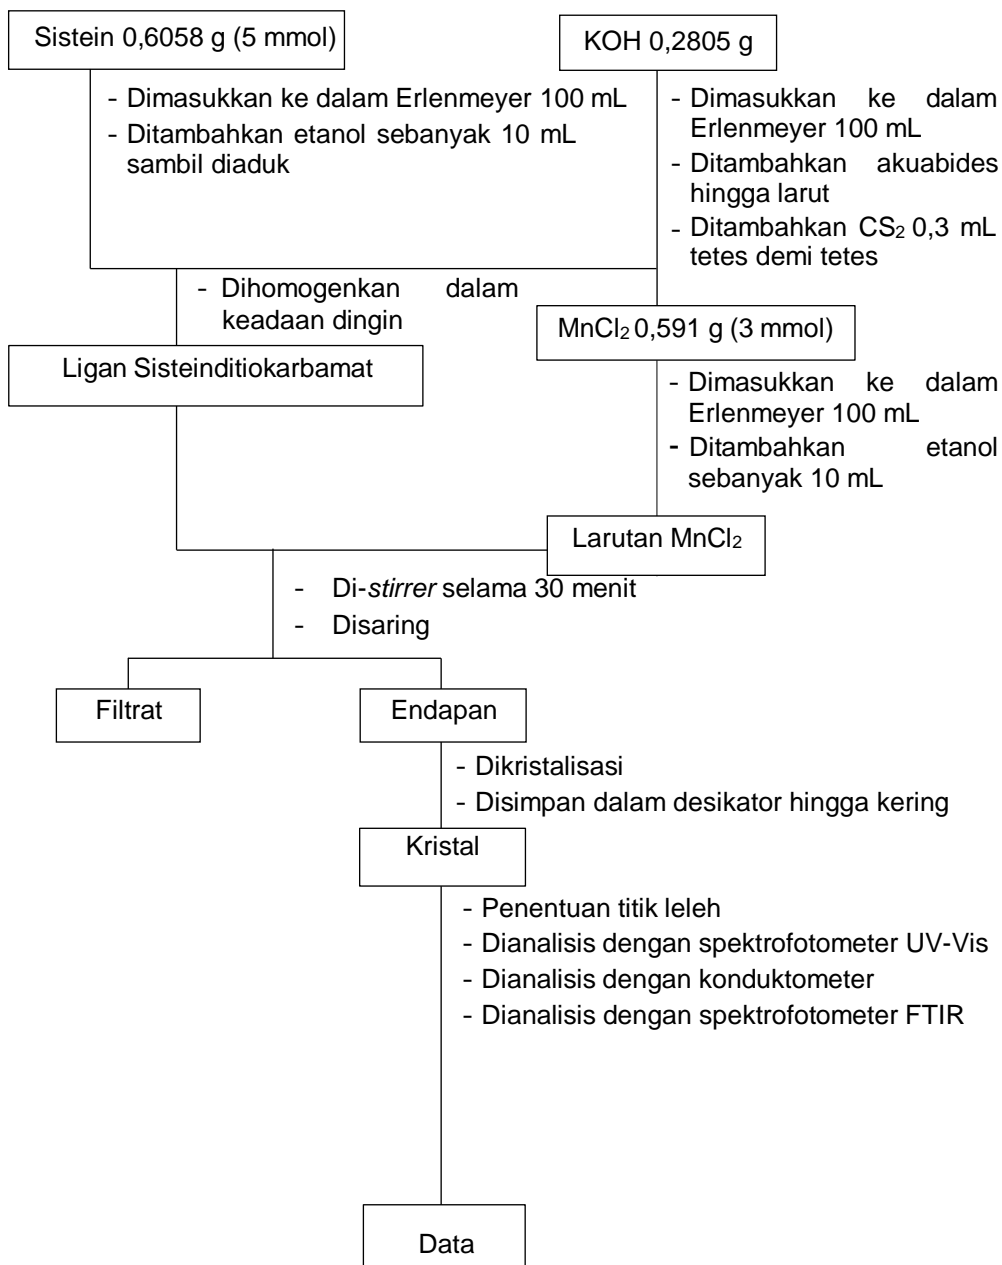 Sistein 0,6058 g (5 mmol)
KOH 0,2805 g
- Dimasukkan ke dalam Erlenmeyer 100 mL
- Ditambahkan etanol sebanyak 10 mL
sambil diaduk
- Dimasukkan ke dalam
Erlenmeyer 100 mL
- Ditambahkan akuabides
hingga larut
- Ditambahkan CS₂ 0,3 mL
tetes demi tetes
- Dihomogenkan dalam
keadaan dingin
Ligan Sisteinditiokarbamat
MnCl₂ 0,591 g (3 mmol)
- Dimasukkan ke dalam
Erlenmeyer 100 mL
- Ditambahkan etanol
sebanyak 10 mL
Larutan MnCl₂
- Di-stirrer selama 30 menit
- Disaring
Filtrat
Endapan
- Dikristalisasi
- Disimpan dalam desikator hingga kering
Kristal
- Penentuan titik leleh
- Dianalisis dengan spektrofotometer UV-Vis
- Dianalisis dengan konduktometer
- Dianalisis dengan spektrofotometer FTIR
Data